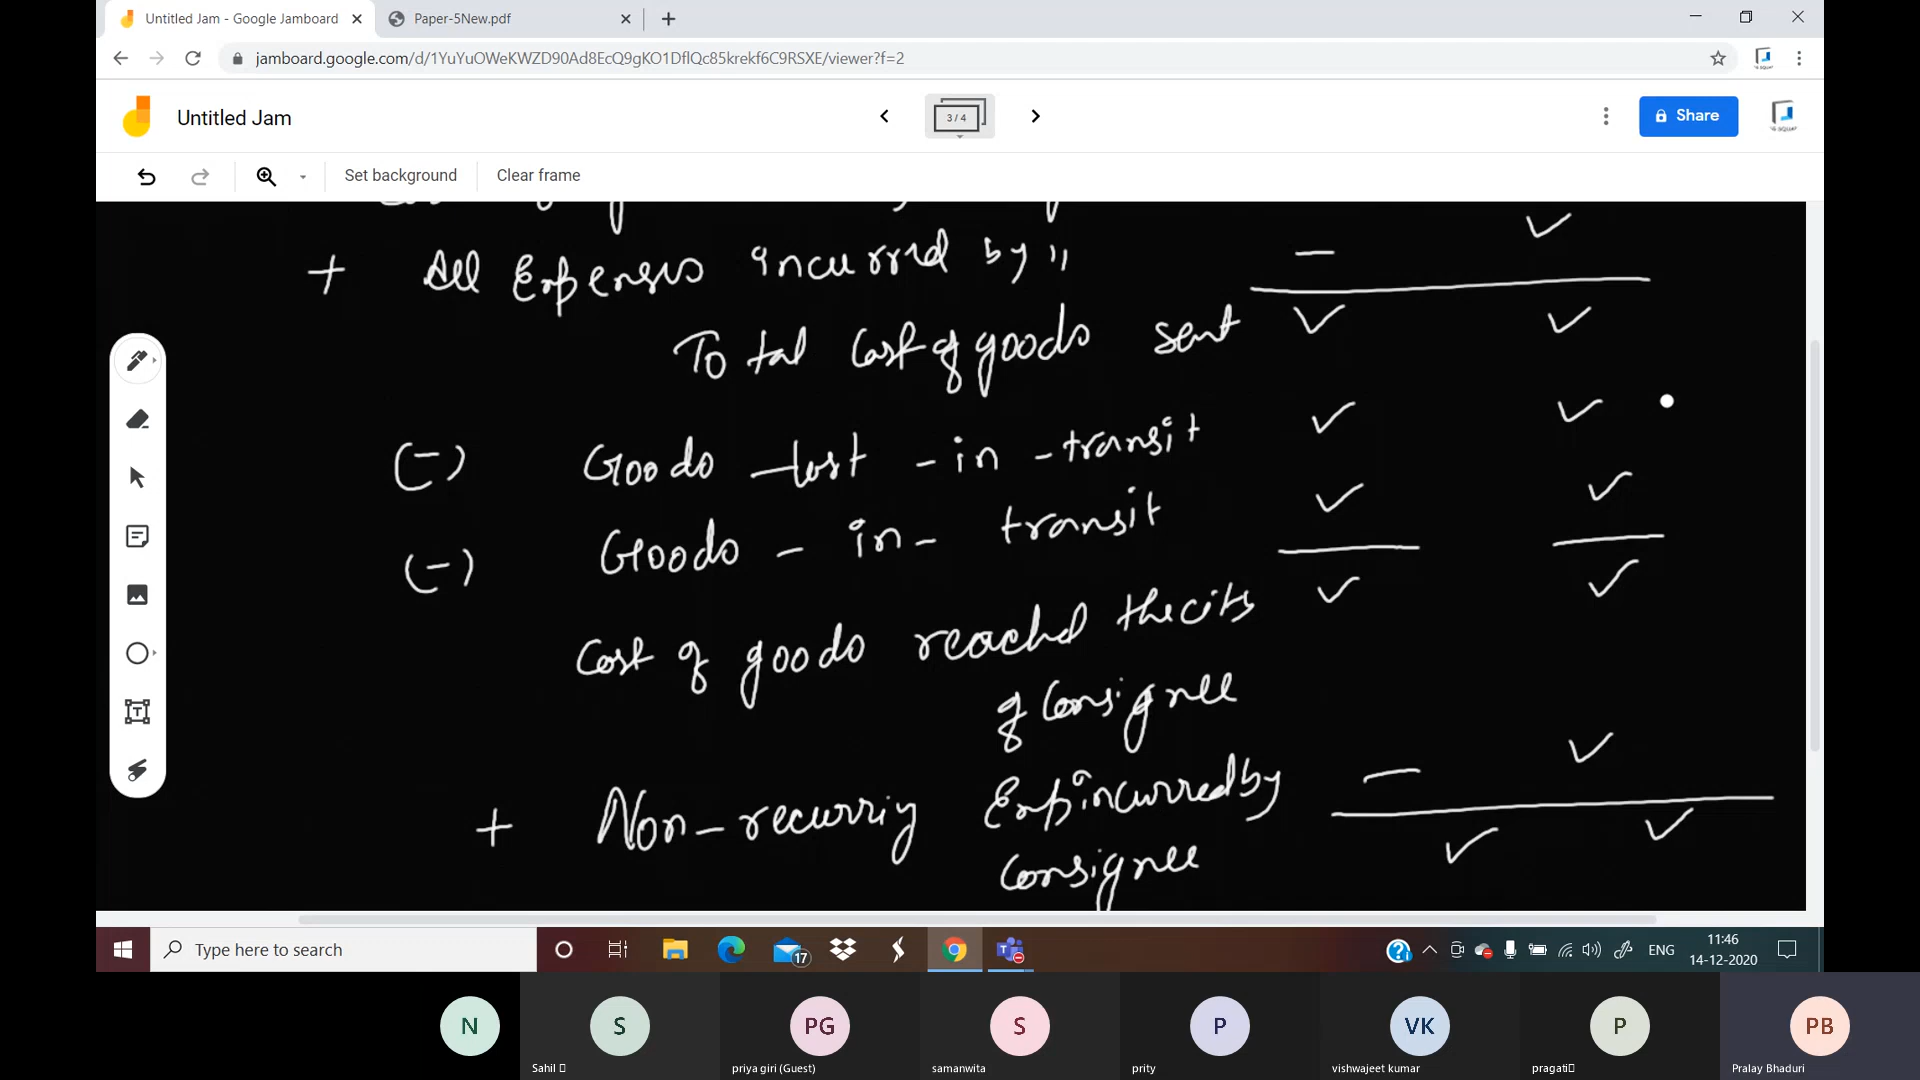 Untitled Jam - Google Jamboard
Paper-5New.pdf
jamboard.google.com/d/1YuYuOWeKWZD90Ad8EcQ9gKO1DflQc85krekf6C9RSXE/viewer?f=2
Untitled Jam
3 / 4
Share
Set background
Clear frame
+ All Expenses incurred by "
Total Cost of goods sent
(-) Goods -lost -in -transit
(-) Goods - in - transit
Cost of goods reached the city
of Consignee
+ Non-recurring Exp incurred by
Consignee
Type here to search
17
ENG
11:46
14-12-2020
N
S
PG
S
P
VK
P
PB
Sahil
priya giri (Guest)
samanwita
prity
vishwajeet kumar
pragati
Pralay Bhaduri